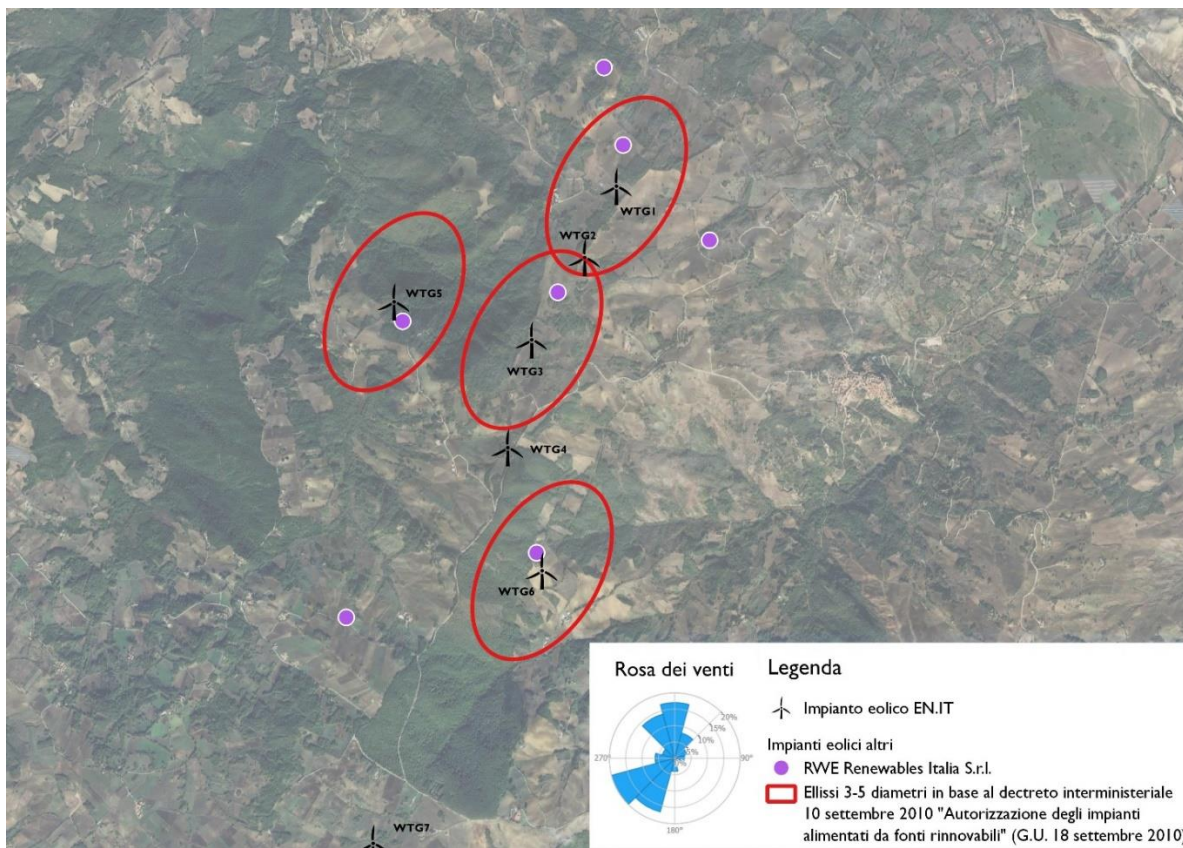 WTG1
WTG2
WTG5
WTG3
WTG4
WTG6
WTG7
Rosa dei venti
20%
15%
10%
5%
0%
270°
90°
180°
Legenda
Impianto eolico EN.IT
Impianti eolici altri
RWE Renewables Italia S.r.l.
Ellissi 3-5 diametri in base al dectreto interministeriale
10 settembre 2010 "Autorizzazione degli impianti
alimentati da fonti rinnovabili" (G.U. 18 settembre 2010)